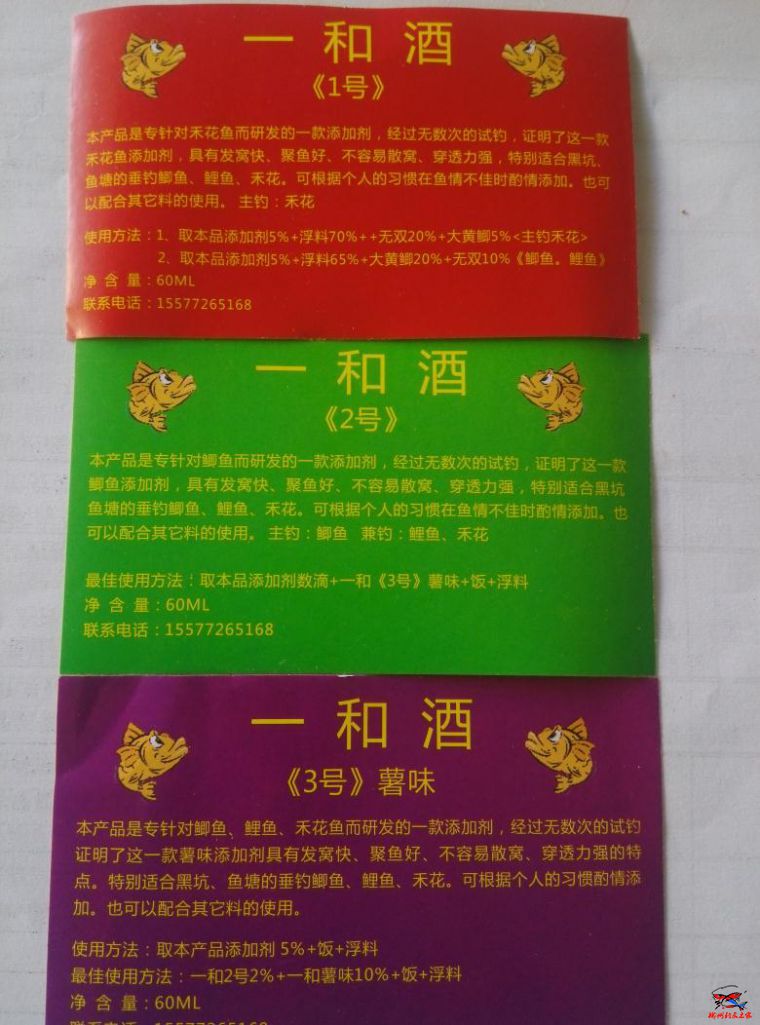 一和酒
《1号》
本产品是专针对禾花鱼而研发的一款添加剂，经过无数次的试钓，证明了这一款
禾花鱼添加剂，具有发窝快、聚鱼好、不容易散窝、穿透力强，特别适合黑坑、
鱼塘的垂钓鲫鱼、鲤鱼、禾花。可根据个人的习惯在鱼情不佳时酌情添加。也可
以配合其它料的使用。 主钓：禾花
使用方法：1、取本品添加剂5%+浮料70%++无双20%+大黄鲫5%<主钓禾花>
2、取本品添加剂5%+浮料65%+大黄鲫20%+无双10%《鲫鱼。鲤鱼》
净 含 量：60ML
联系电话：15577265168
一和酒
《2号》
本产品是专针对鲫鱼而研发的一款添加剂，经过无数次的试钓，证明了这一款
鲫鱼添加剂，具有发窝快、聚鱼好、不容易散窝、穿透力强，特别适合黑坑
鱼塘的垂钓鲫鱼、鲤鱼、禾花。可根据个人的习惯在鱼情不佳时酌情添加。也
可以配合其它料的使用。 主钓：鲫鱼 兼钓：鲤鱼、禾花
最佳使用方法：取本品添加剂数滴+一和《3号》薯味+饭+浮料
净 含 量：60ML
联系电话：15577265168
一和酒
《3号》薯味
本产品是专针对鲫鱼、鲤鱼、禾花鱼而研发的一款添加剂，经过无数次的试钓
证明了这一款薯味添加剂具有发窝快、聚鱼好、不容易散窝、穿透力强的特
点。特别适合黑坑、鱼塘的垂钓鲫鱼、鲤鱼、禾花。可根据个人的习惯酌情添
加。也可以配合其它料的使用。
使用方法：取本产品添加剂 5%+饭+浮料
最佳使用方法：一和2号2%+一和薯味10%+饭+浮料
净 含 量：60ML
联系电话：15577265168
柳州钓友之家